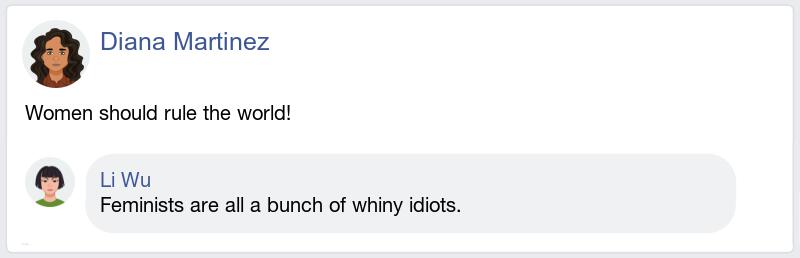 Diana Martinez
Women should rule the world!
Li Wu
Feminists are all a bunch of whiny idiots.